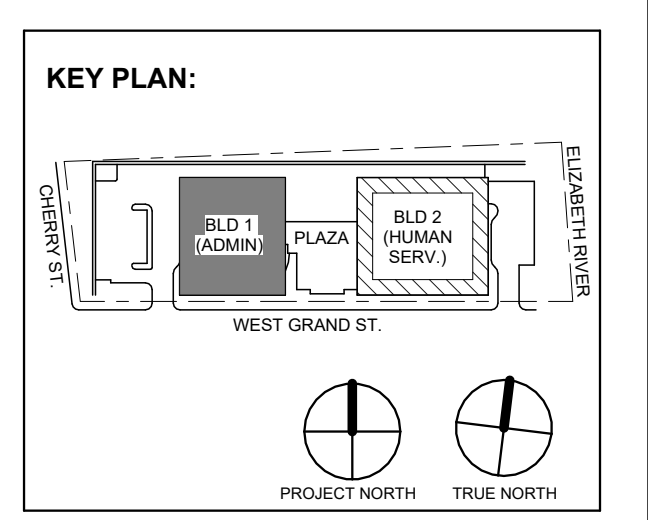 KEY PLAN:
CHERRY ST.
BLD 1
(ADMIN)
PLAZA
BLD 2
(HUMAN
SERV.)
ELIZABETH RIVER
WEST GRAND ST.
PROJECT NORTH
TRUE NORTH